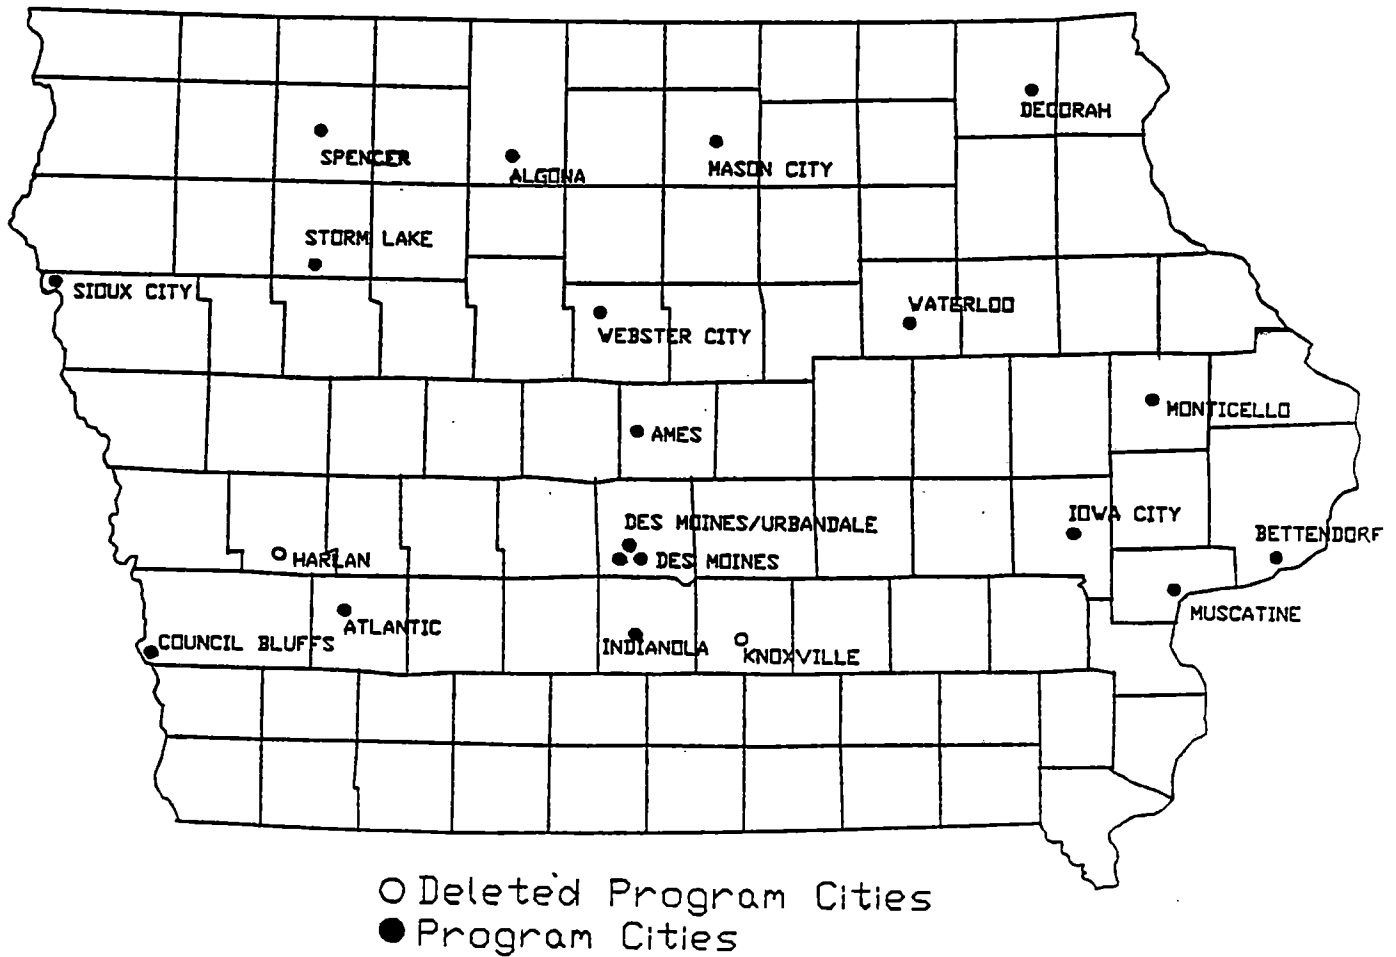 DECORAH
SPENCER
ALGONA
MASON CITY
STORM LAKE
SIOUX CITY
WATERLOO
WEBSTER CITY
MONTICELLO
AMES
IOWA CITY
DES MOINES/URBANDALE
BETTENDORF
HARLAN
DES MOINES
MUSCATINE
ATLANTIC
COUNCIL BLUFFS
INDIANOLA
KNOXVILLE
Deleted Program Cities
Program Cities